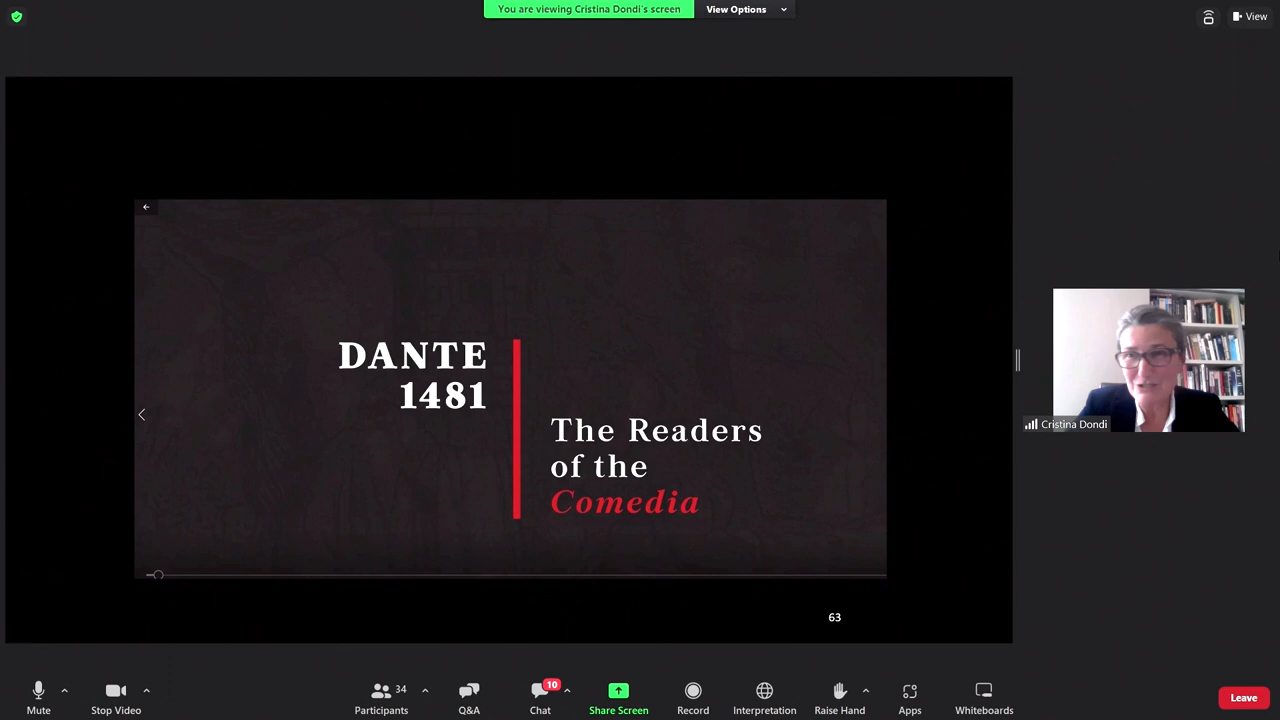 You are viewing Cristina Dondi's screen
View Options
View
DANTE
1481
The Readers
of the
Comedia
63
Cristina Dondi
Mute
Stop Video
Participants
34
Q&A
Chat
10
Share Screen
Record
Interpretation
Raise Hand
Apps
Whiteboards
Leave